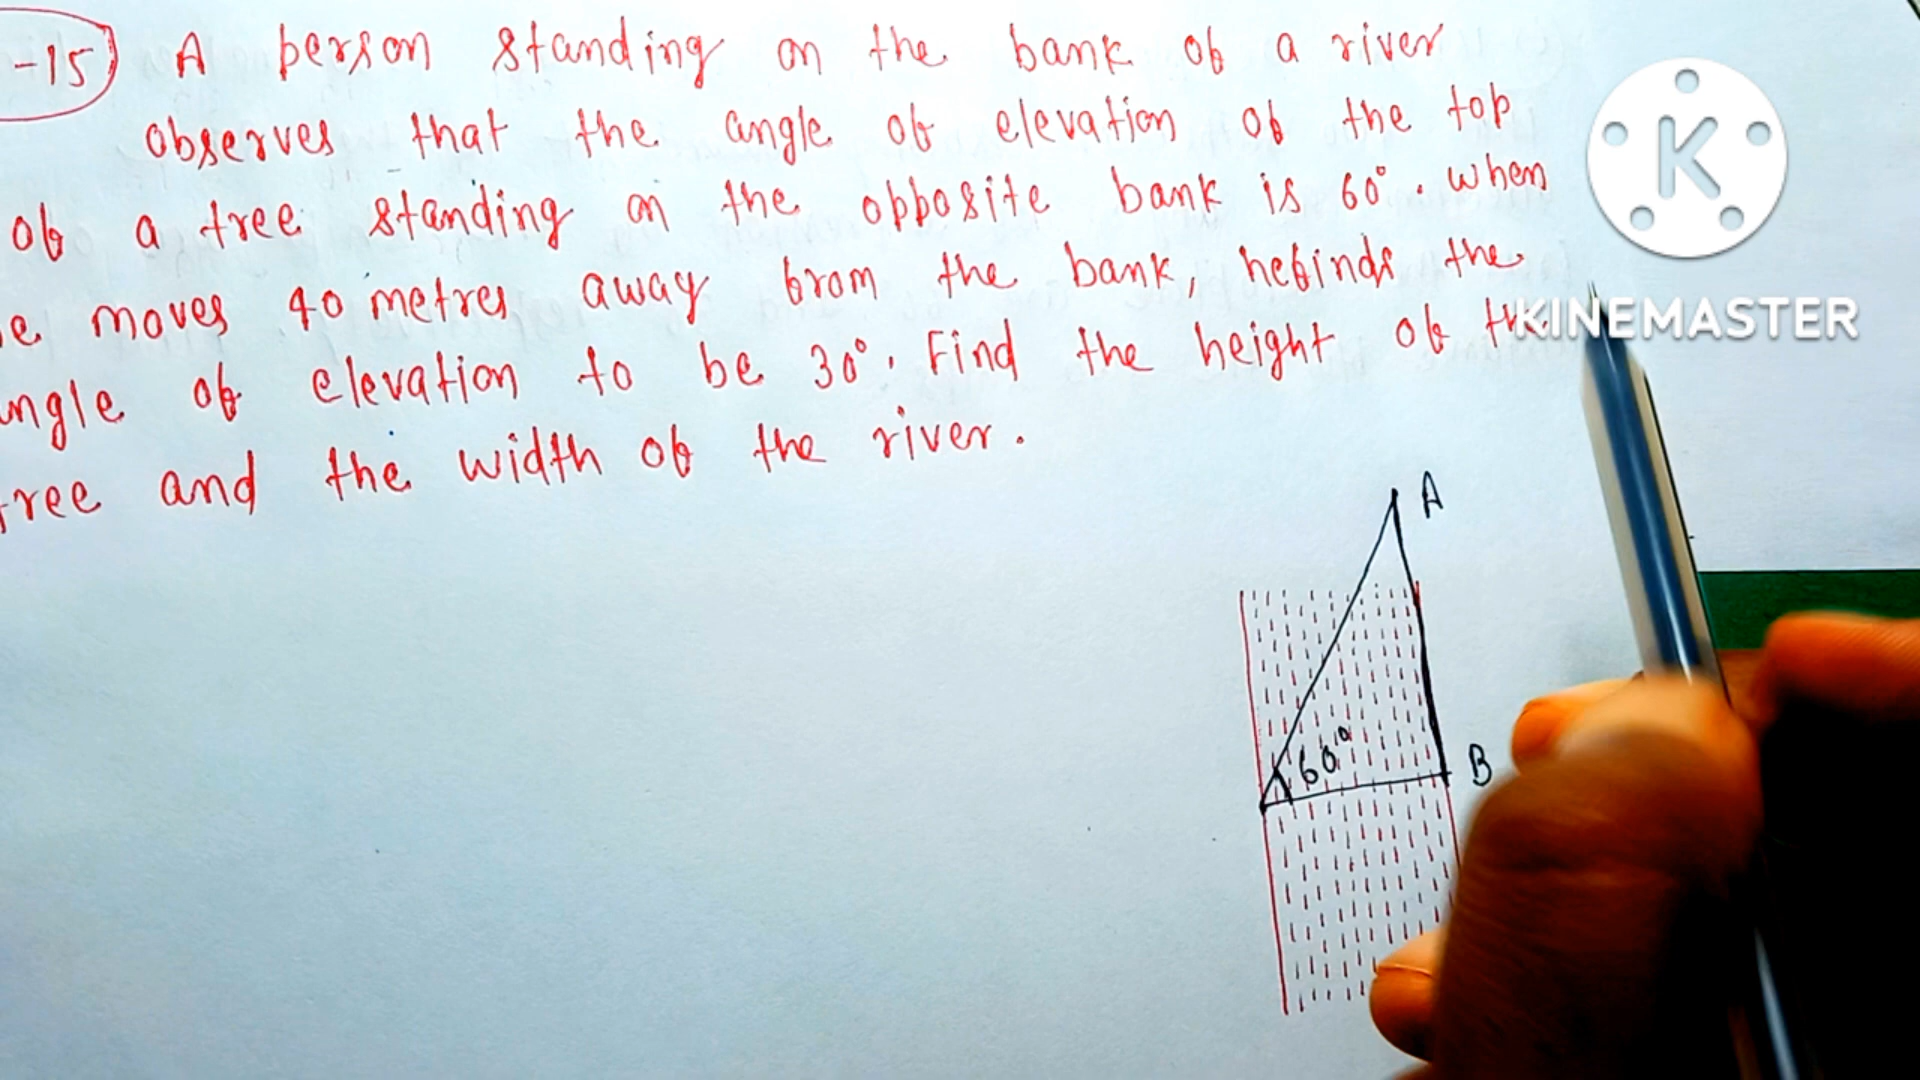 -15) A person standing on the bank of a river
observes that the angle of elevation of the top
of a tree standing on the opposite bank is 60°. when
e moves 40 metres away from the bank, he finds the
ngle of elevation to be 30°. Find the height of the
ree and the width of the river.
K
KINEMASTER
A
60°
B